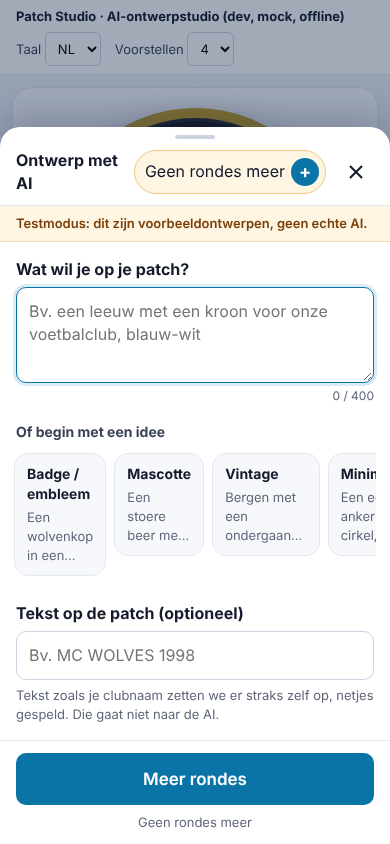 Patch Studio · AI-ontwerpstudio (dev, mock, offline)
Taal NL Voorstellen 4
Ontwerp met
AI
Geen rondes meer +
Testmodus: dit zijn voorbeeldontwerpen, geen echte AI.
Wat wil je op je patch?
Bv. een leeuw met een kroon voor onze
voetbalclub, blauw-wit
0 / 400
Of begin met een idee
Badge /
embleem
Een
wolvenkop
in een...
Mascotte
Een
stoere
beer me...
Vintage
Bergen met
een
ondergaan...
Een
anker
cirkel,
Tekst op de patch (optioneel)
Bv. MC WOLVES 1998
Tekst zoals je clubnaam zetten we er straks zelf op, netjes
gespeld. Die gaat niet naar de AI.
Meer rondes
Geen rondes meer